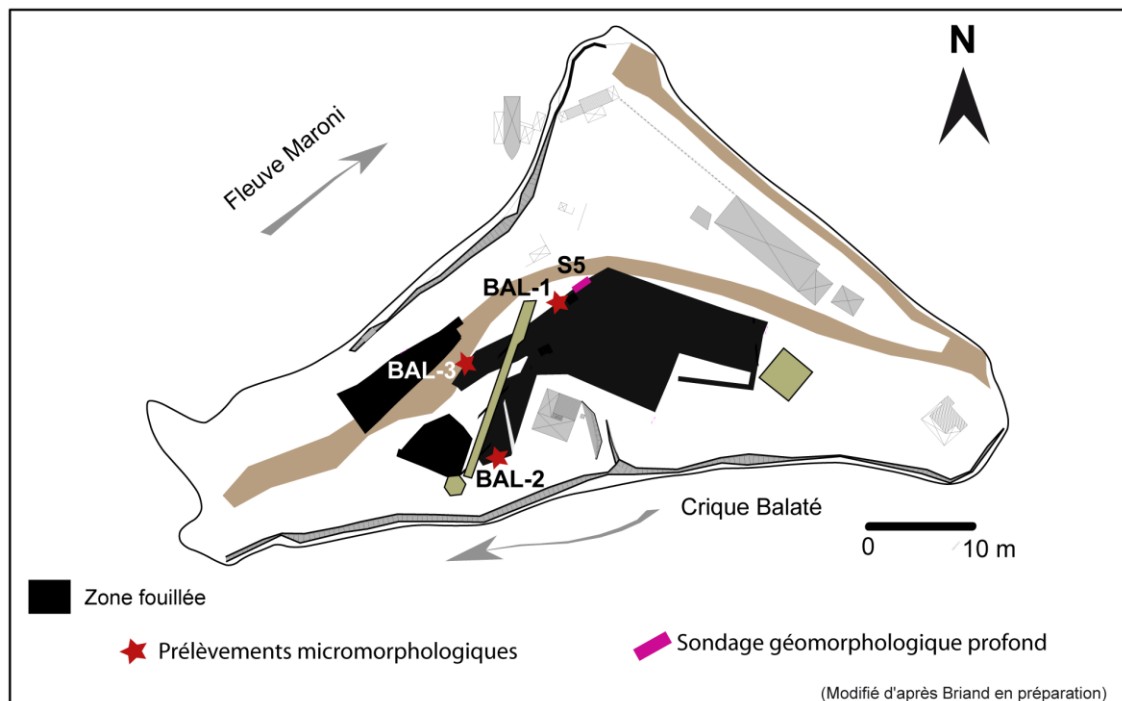 N
Fleuve Maroni
S5
BAL-1
BAL-3
BAL-2
Crique Balaté
0 10 m
Zone fouillée
Prélèvements micromorphologiques
Sondage géomorphologique profond
(Modifié d'après Briand en préparation)